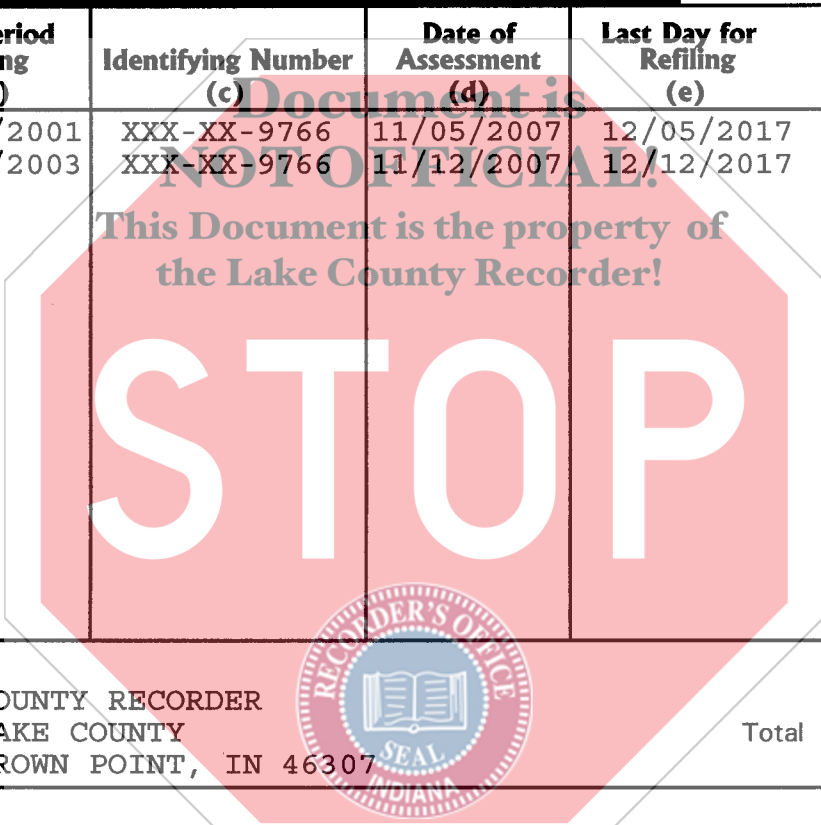 eriod
ng
)
Identifying Number
(c)
Date of
Assessment
(d)
Last Day for
Refiling
(e)
/2001 XXX-XX-9766 11/05/2007 12/05/2017
/2003 XXX-XX-9766 11/12/2007 12/12/2017
Document is
NOT OFFICIAL!
This Document is the property of
the Lake County Recorder!
STOP
RECORDER'S OFFICE
SEAL
INDIANA
OUNTY RECORDER
AKE COUNTY
ROWN POINT, IN 46307
Total